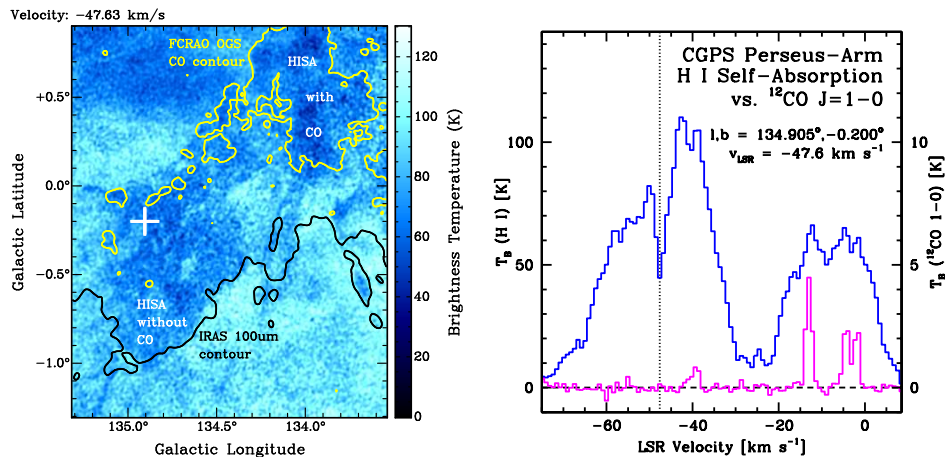 Velocity: −47.63 km/s
FCRAO OGS
CO contour
HISA
with
CO
HISA
without
CO
IRAS 100um
contour
+0.5°
0.0°
−0.5°
−1.0°
Galactic Latitude
135.0°
134.5°
134.0°
Galactic Longitude
120
100
80
60
40
20
0
Brightness Temperature (K)
CGPS Perseus−Arm
H I Self−Absorption
vs. ¹²CO J=1−0
l,b = 134.905°,−0.200°
v_LSR = −47.6 km s⁻¹
100
50
0
T_B (H I) [K]
10
5
0
T_B (¹²CO 1−0) [K]
−60
−40
−20
0
LSR Velocity [km s⁻¹]